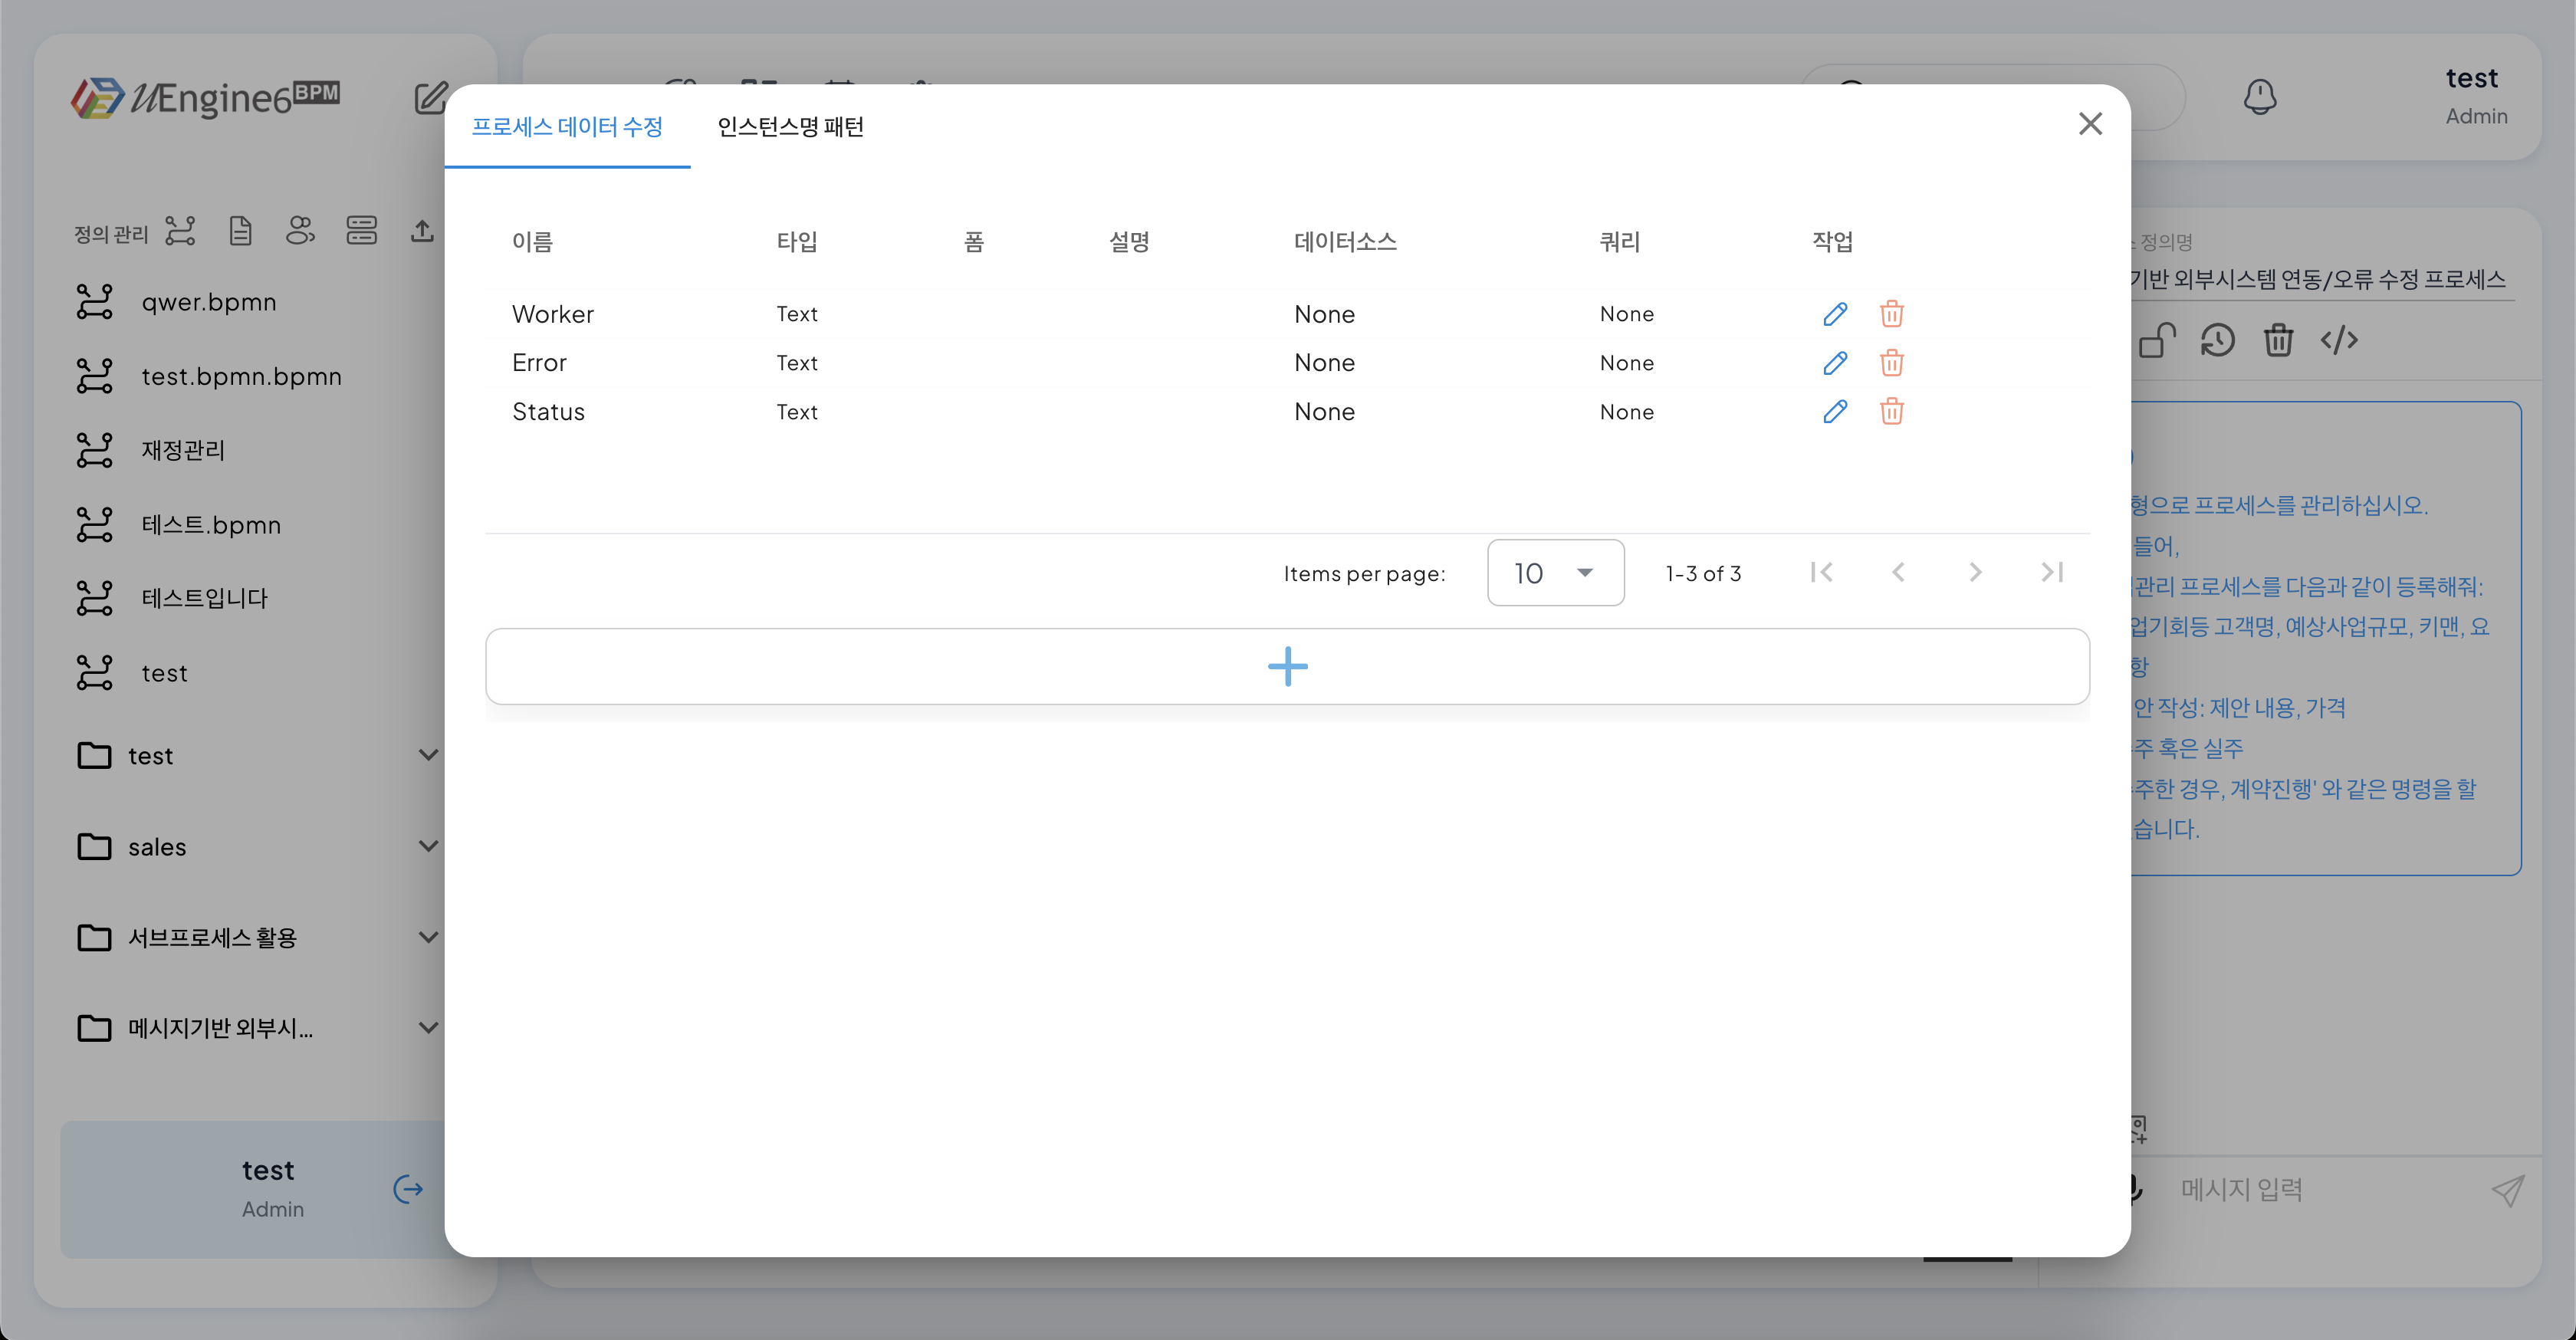 UEngine6 BPM
test
Admin
정의 관리
qwer.bpmn
test.bpmn.bpmn
재정관리
테스트.bpmn
테스트입니다
test
test
sales
서브프로세스 활용
메시지기반 외부시...
test
Admin
프로세스 데이터 수정 인스턴스명 패턴
이름 타입 폼 설명 데이터소스 쿼리 작업
Worker Text None None
Error Text None None
Status Text None None
Items per page: 10 1-3 of 3
정의명
기반 외부시스템 연동/오류 수정 프로세스
형으로 프로세스를 관리하십시오.
들어,
관리 프로세스를 다음과 같이 등록해줘:
업기회등 고객명, 예상사업규모, 키맨, 요
항
안 작성: 제안 내용, 가격
주 혹은 실주
주한 경우, 계약진행' 와 같은 명령을 할
습니다.
메시지 입력